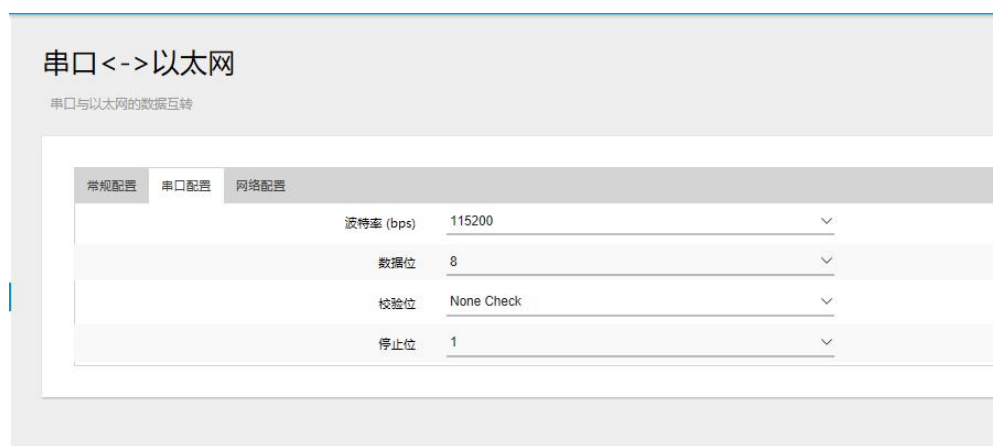 串口<->以太网
串口与以太网的数据互转
常规配置 串口配置 网络配置
波特率 (bps) 115200
数据位 8
校验位 None Check
停止位 1